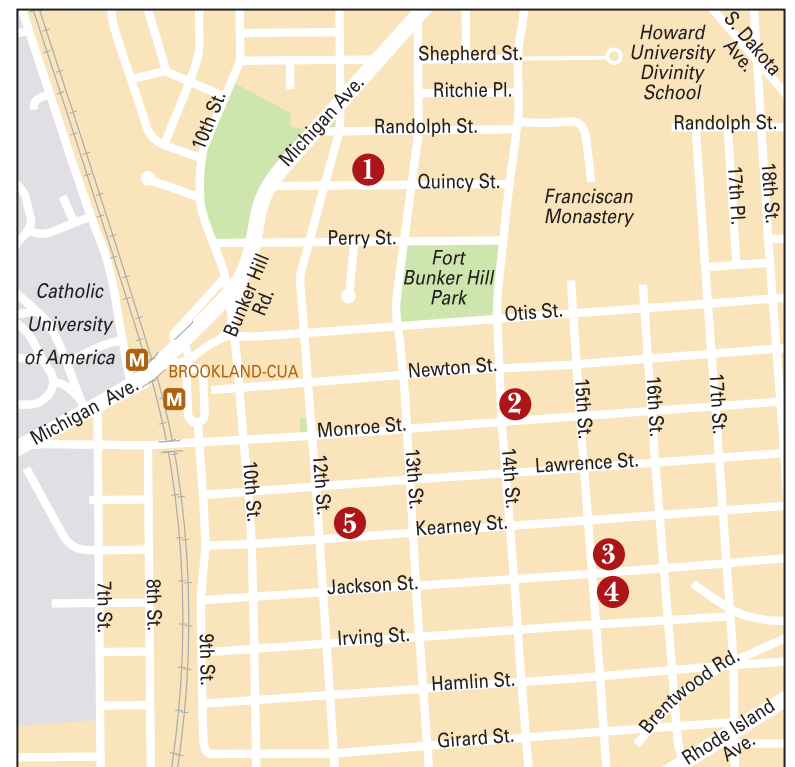 S. Dakota
Ave.
Howard
University
Divinity
School
Shepherd St.
Ritchie Pl.
10th St.
Michigan Ave.
Randolph St.
Randolph St.
1
Quincy St.
17th Pl.
18th St.
Franciscan
Monastery
Perry St.
Fort
Bunker Hill
Park
Bunker Hill
Rd.
Catholic
University
of America
Otis St.
M
BROOKLAND-CUA
M
Newton St.
Michigan Ave.
2
15th St.
16th St.
17th St.
Monroe St.
Lawrence St.
10th St.
12th St.
13th St.
14th St.
5
Kearney St.
3
4
7th St.
8th St.
Jackson St.
9th St.
Irving St.
Hamlin St.
Brentwood Rd.
Girard St.
Rhode Island
Ave.